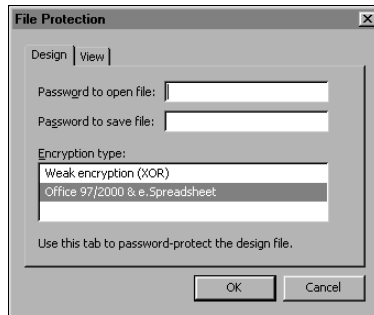 File Protection
Design View
Password to open file:
Password to save file:
Encryption type:
Weak encryption (XOR)
Office 97/2000 & e.Spreadsheet
Use this tab to password-protect the design file.
OK Cancel